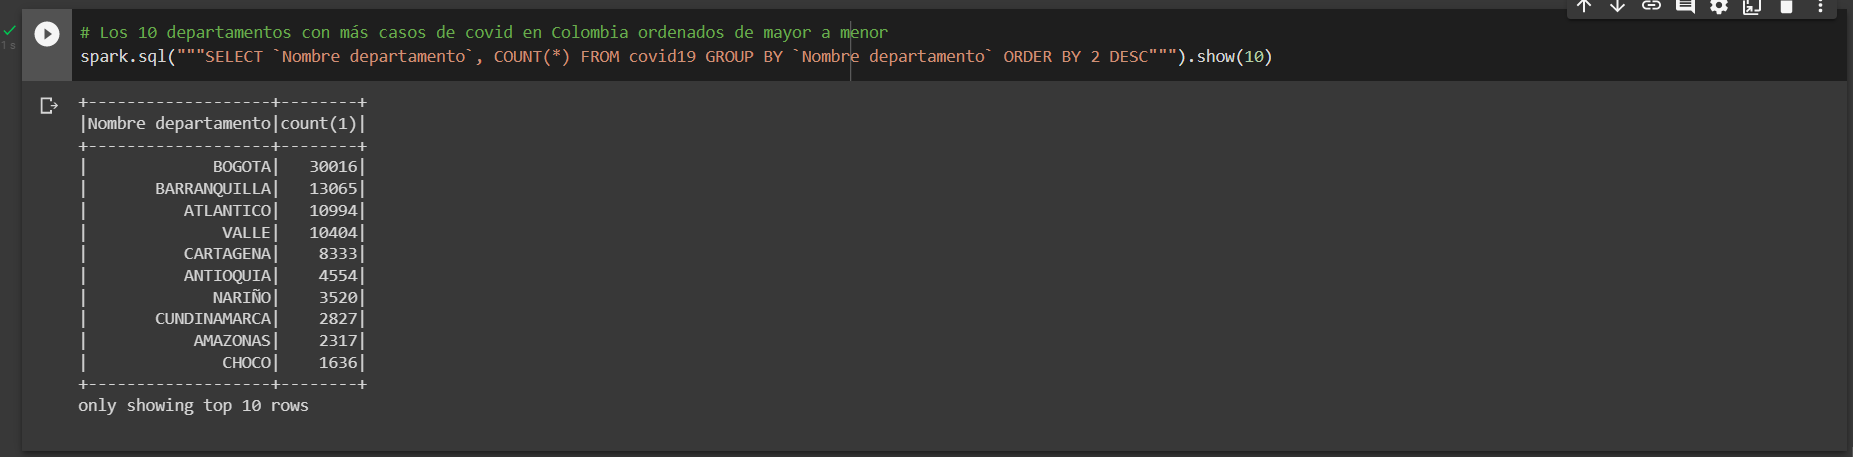 # Los 10 departamentos con más casos de covid en Colombia ordenados de mayor a menor
spark.sql("""SELECT `Nombre departamento`, COUNT(*) FROM covid19 GROUP BY `Nombre departamento` ORDER BY 2 DESC""").show(10)
1 s
+-------------------+--------+
|Nombre departamento|count(1)|
+-------------------+--------+
|             BOGOTA|   30016|
|       BARRANQUILLA|   13065|
|          ATLANTICO|   10994|
|              VALLE|   10404|
|          CARTAGENA|    8333|
|          ANTIOQUIA|    4554|
|             NARIÑO|    3520|
|       CUNDINAMARCA|    2827|
|           AMAZONAS|    2317|
|              CHOCO|    1636|
+-------------------+--------+
only showing top 10 rows